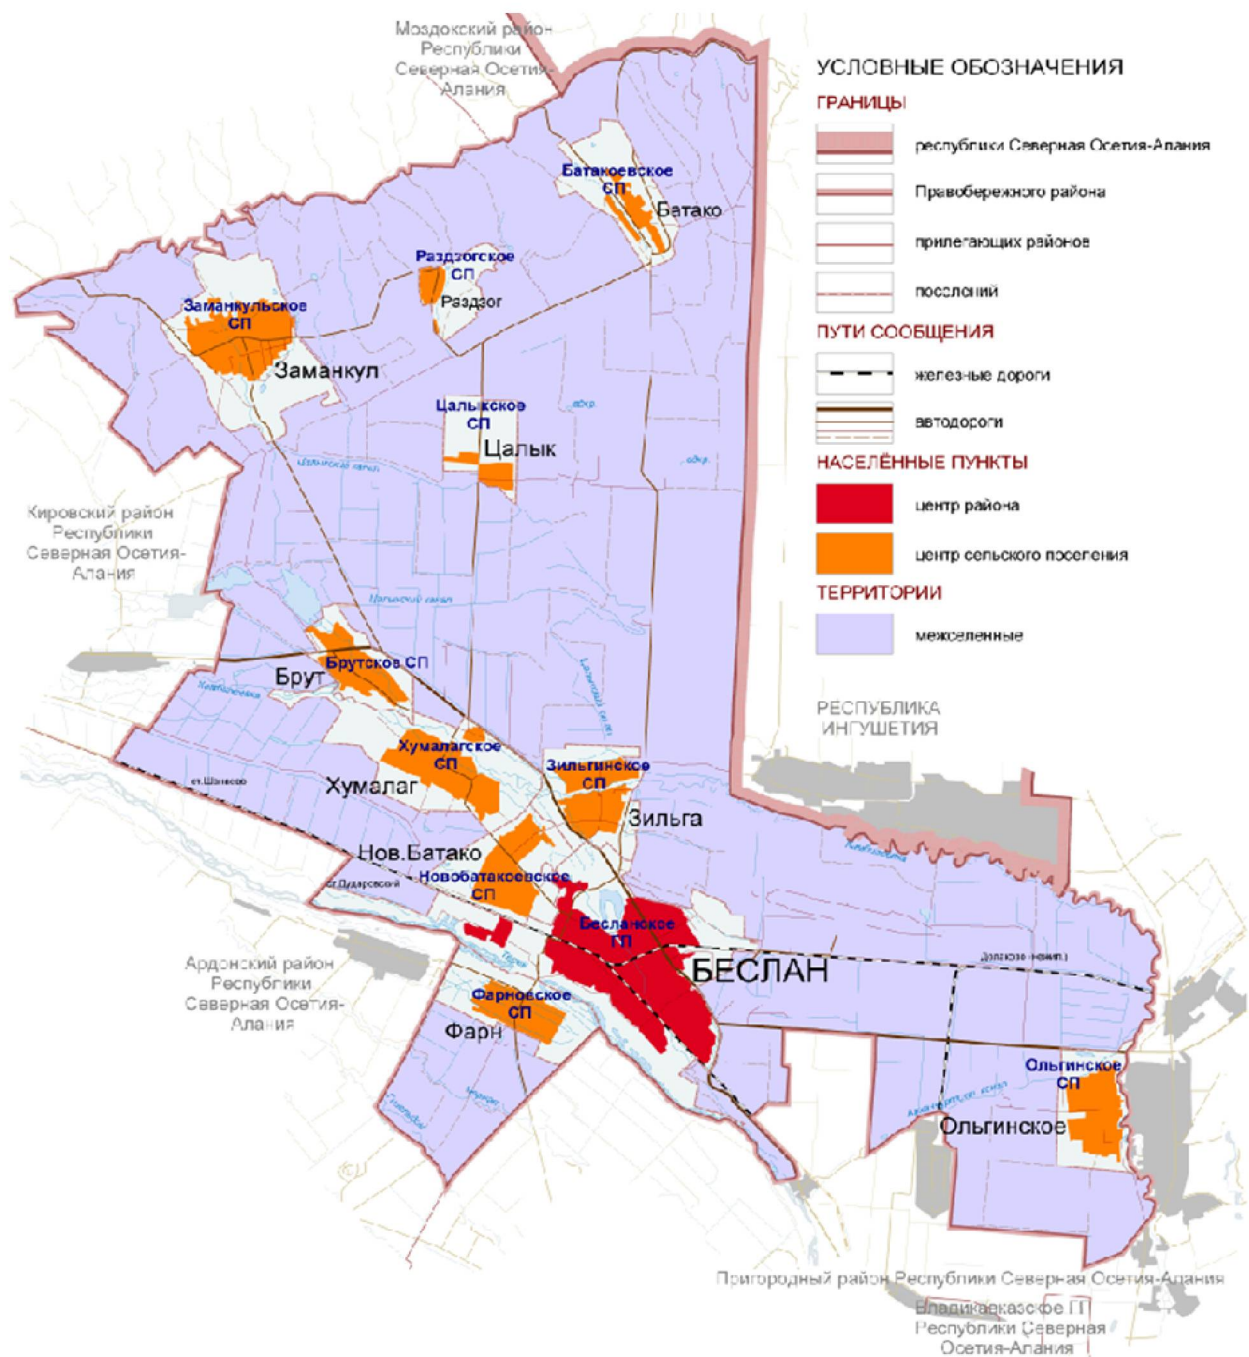 Моздокский район
Республики
Северная Осетия-
Алания
УСЛОВНЫЕ ОБОЗНАЧЕНИЯ
ГРАНИЦЫ
республики Северная Осетия-Алания
Правобережного района
прилегающих районов
поселений
ПУТИ СООБЩЕНИЯ
железные дороги
автодороги
НАСЕЛЁННЫЕ ПУНКТЫ
центр района
центр сельского поселения
ТЕРРИТОРИИ
межселенные
Батакоевское
СП
Батако
Раздзогское
СП
Раздзог
Заманкульское
СП
Заманкул
Цалыкское
СП
Цалык
Кировский район
Республики
Северная Осетия-
Алания
Брутское СП
Брут
РЕСПУБЛИКА
ИНГУШЕТИЯ
Хумалагское
СП
Хумалаг
Зильгинское
СП
Зильга
Нов.Батако
Новобатакоевское
СП
Бесланское
ГП
БЕСЛАН
Ардонский район
Республики
Северная Осетия-
Алания
Фарновское
СП
Фарн
Ольгинское
СП
Ольгинское
Пригородный район Республики Северная Осетия-Алания
Владикавказское ГП
Республики Северная
Осетия-Алания